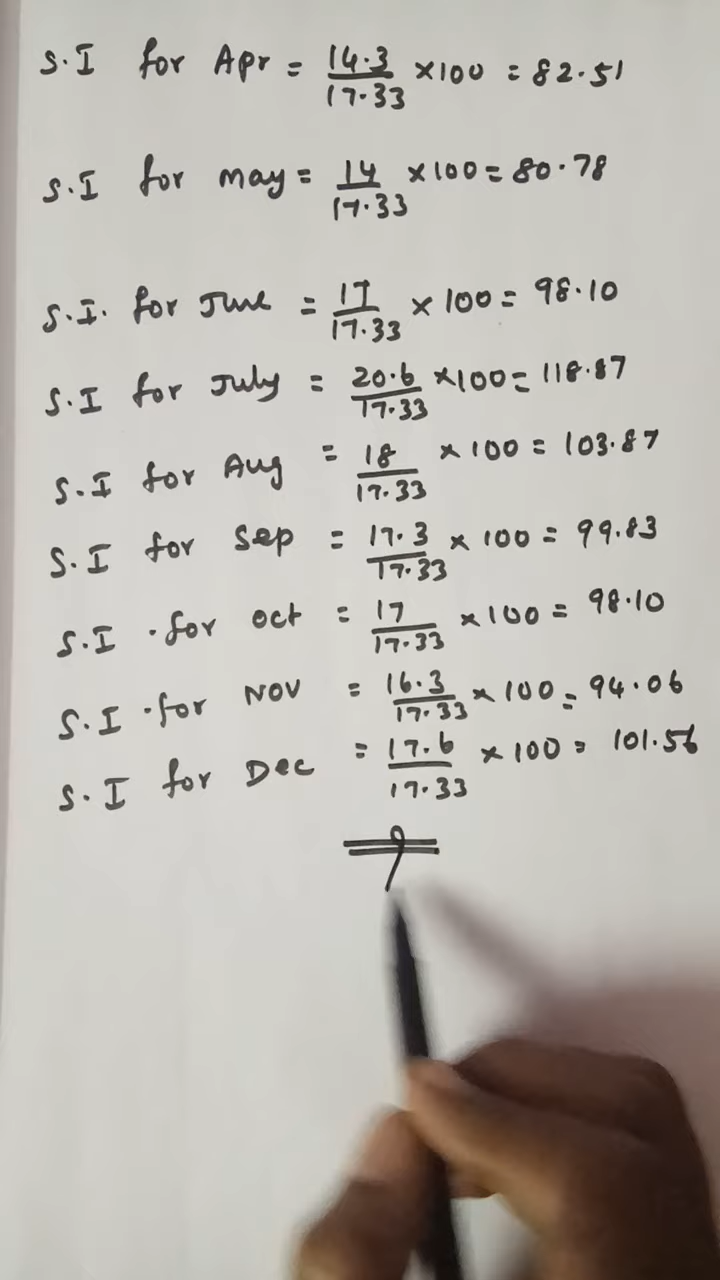 S.I for Apr = 14.3/17.33 ×100 = 82.51
S.I for may = 14/17.33 ×100 = 80.78
S.I. for June = 17/17.33 × 100 = 98.10
S.I for July = 20.6/17.33 ×100 = 118.87
S.I for Aug = 18/17.33 × 100 = 103.87
S.I for Sep = 17.3/17.33 × 100 = 99.83
S.I for oct = 17/17.33 ×100 = 98.10
S.I for Nov = 16.3/17.33 × 100 = 94.06
S.I for Dec = 17.6/17.33 × 100 = 101.56